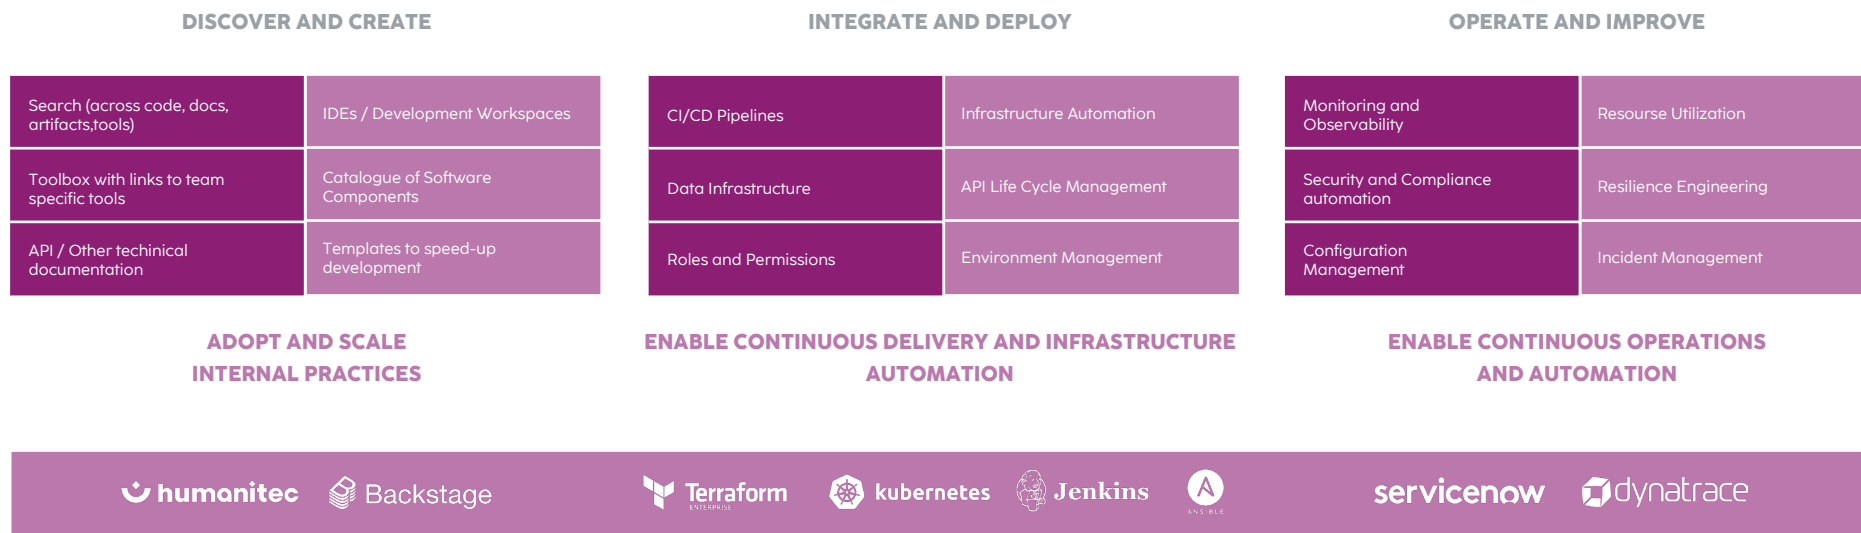 DISCOVER AND CREATE
Search (across code, docs,
artifacts,tools)
IDEs / Development Workspaces
Toolbox with links to team
specific tools
Catalogue of Software
Components
API / Other techinical
documentation
Templates to speed-up
development
ADOPT AND SCALE
INTERNAL PRACTICES
INTEGRATE AND DEPLOY
CI/CD Pipelines
Infrastructure Automation
Data Infrastructure
API Life Cycle Management
Roles and Permissions
Environment Management
ENABLE CONTINUOUS DELIVERY AND INFRASTRUCTURE
AUTOMATION
OPERATE AND IMPROVE
Monitoring and
Observability
Resourse Utilization
Security and Compliance
automation
Resilience Engineering
Configuration
Management
Incident Management
ENABLE CONTINUOUS OPERATIONS
AND AUTOMATION
humanitec
Backstage
Terraform
ENTERPRISE
kubernetes
Jenkins
ANSIBLE
servicenow
dynatrace